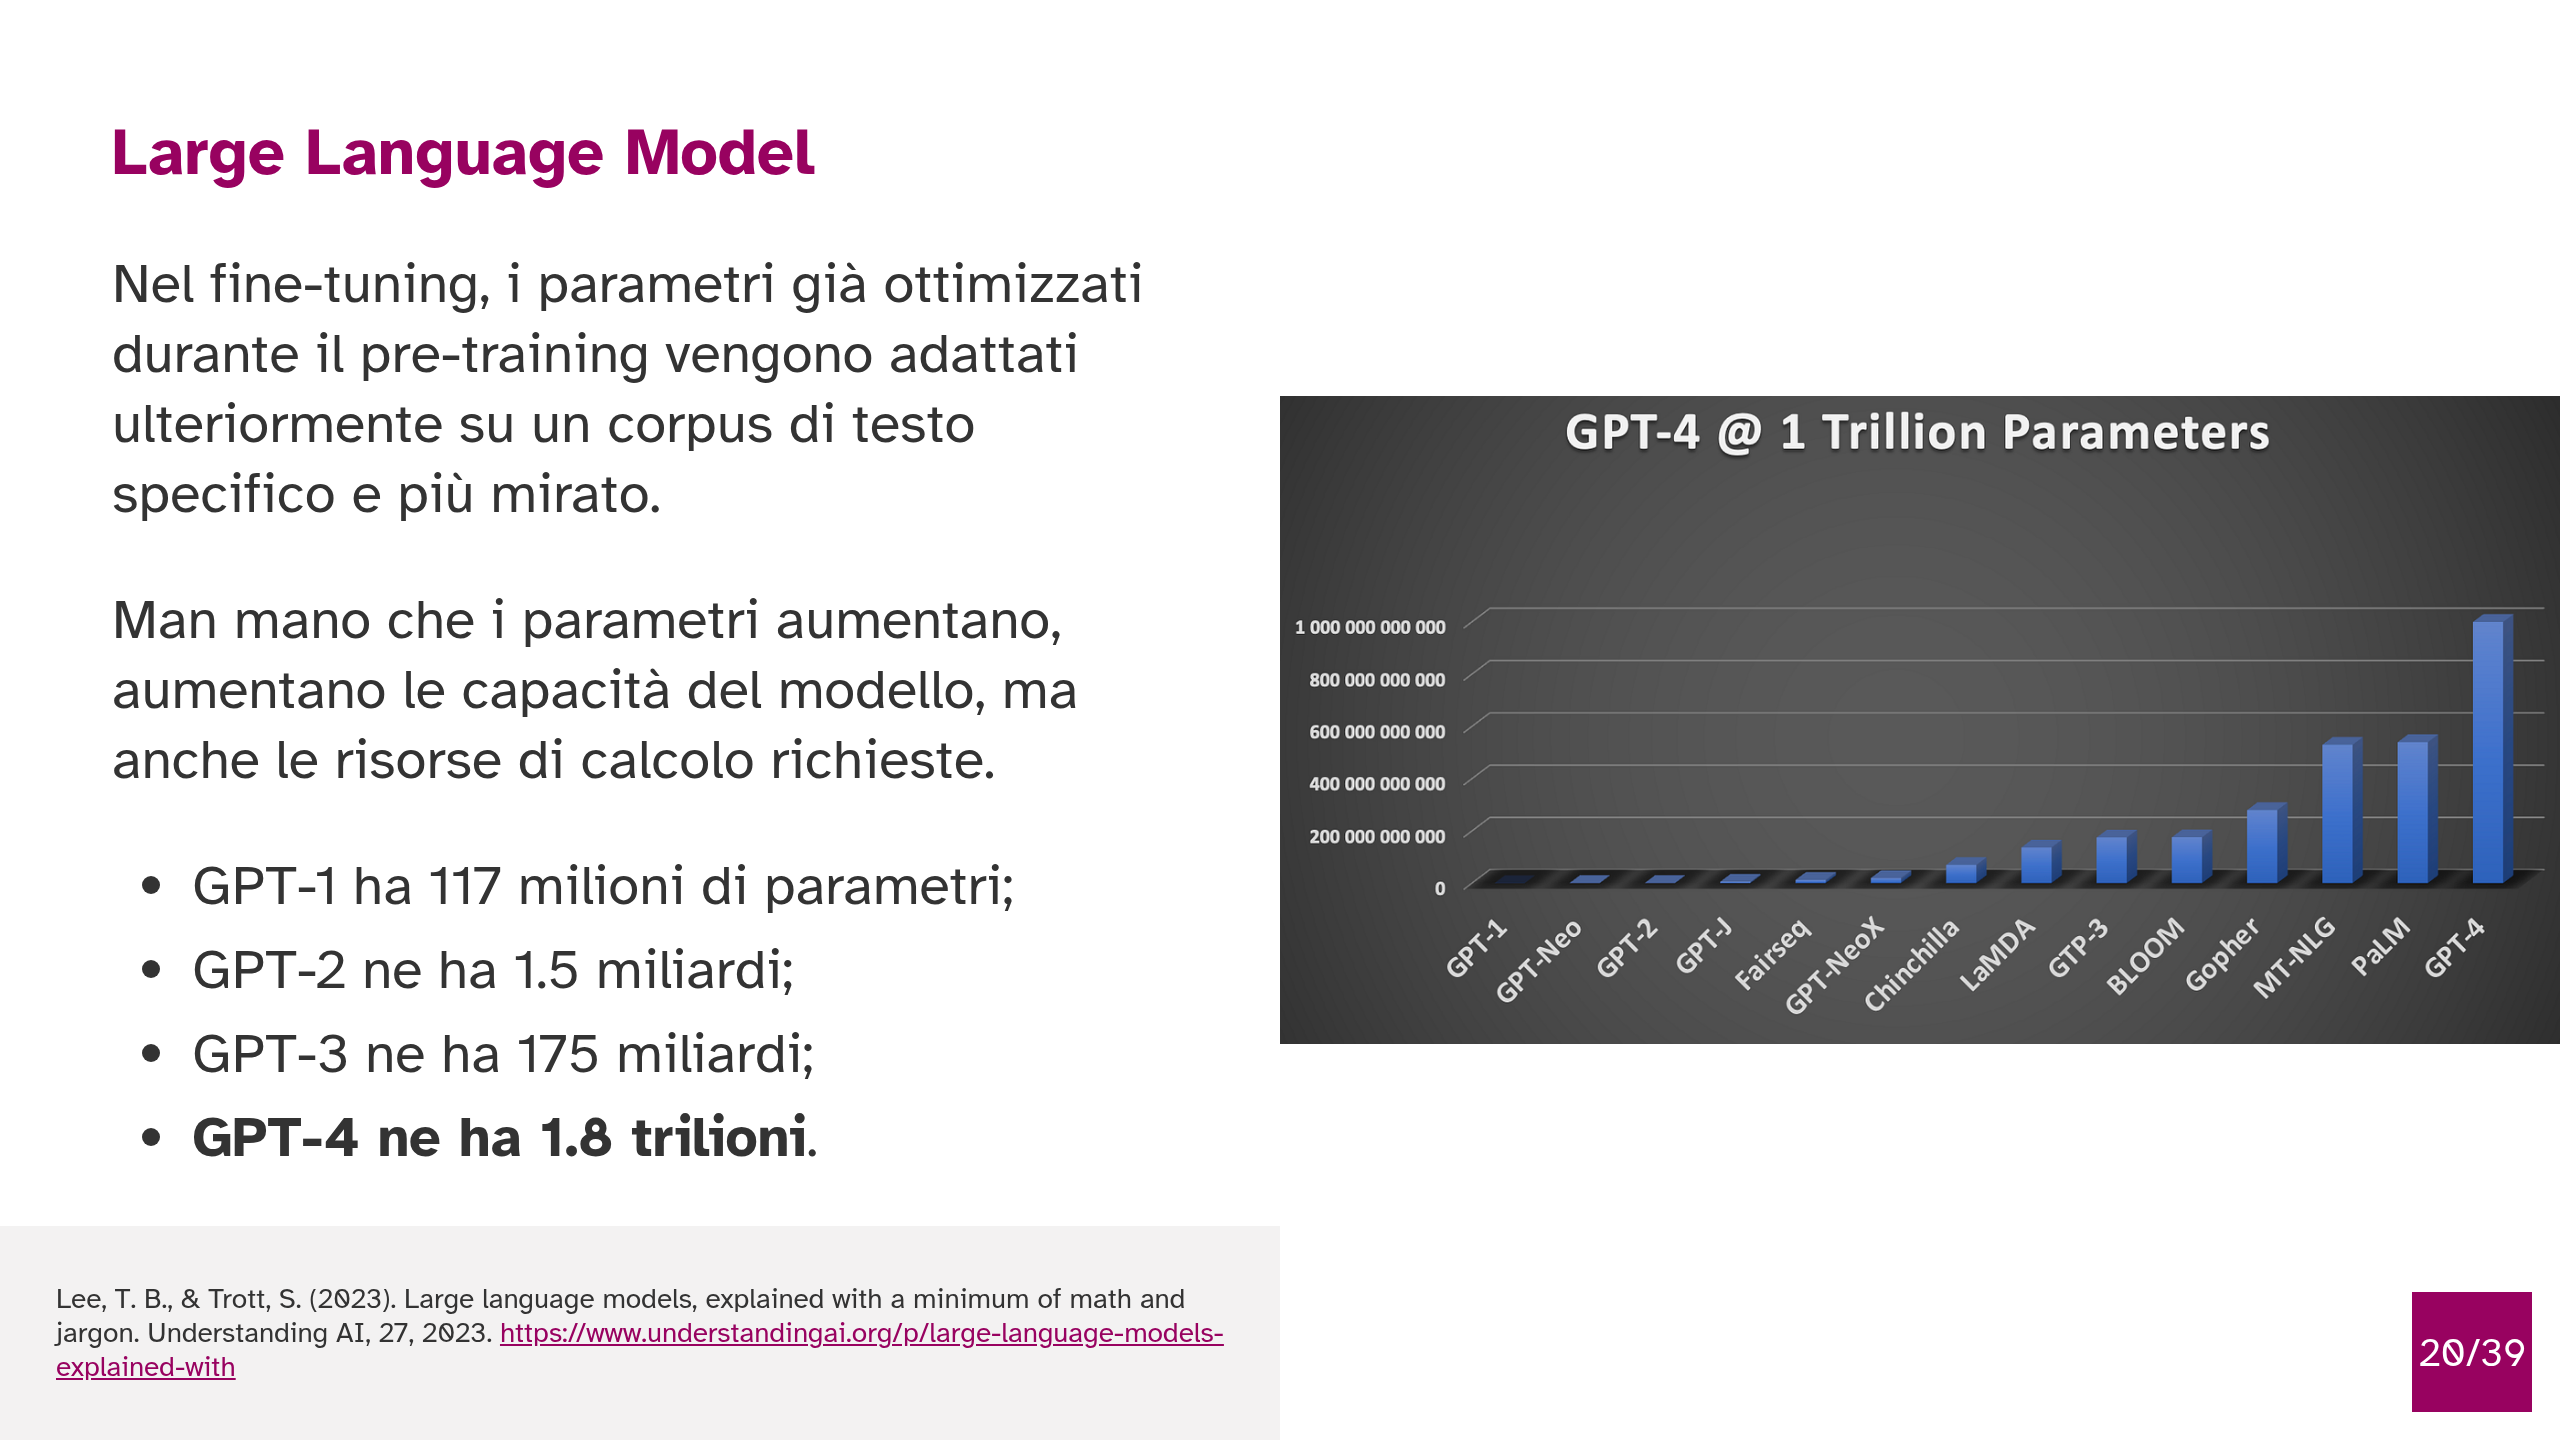 Large Language Model
Nel fine-tuning, i parametri già ottimizzati
durante il pre-training vengono adattati
ulteriormente su un corpus di testo
specifico e più mirato.
Man mano che i parametri aumentano,
aumentano le capacità del modello, ma
anche le risorse di calcolo richieste.
• GPT-1 ha 117 milioni di parametri;
• GPT-2 ne ha 1.5 miliardi;
• GPT-3 ne ha 175 miliardi;
• GPT-4 ne ha 1.8 trilioni.
GPT-4 @ 1 Trillion Parameters
1 000 000 000 000
800 000 000 000
600 000 000 000
400 000 000 000
200 000 000 000
0
GPT-1
GPT-Neo
GPT-2
GPT-J
Fairseq
GPT-NeoX
Chinchilla
LaMDA
GTP-3
BLOOM
Gopher
MT-NLG
PaLM
GPT-4
Lee, T. B., & Trott, S. (2023). Large language models, explained with a minimum of math and
jargon. Understanding AI, 27, 2023. https://www.understandingai.org/p/large-language-models-
explained-with
20/39